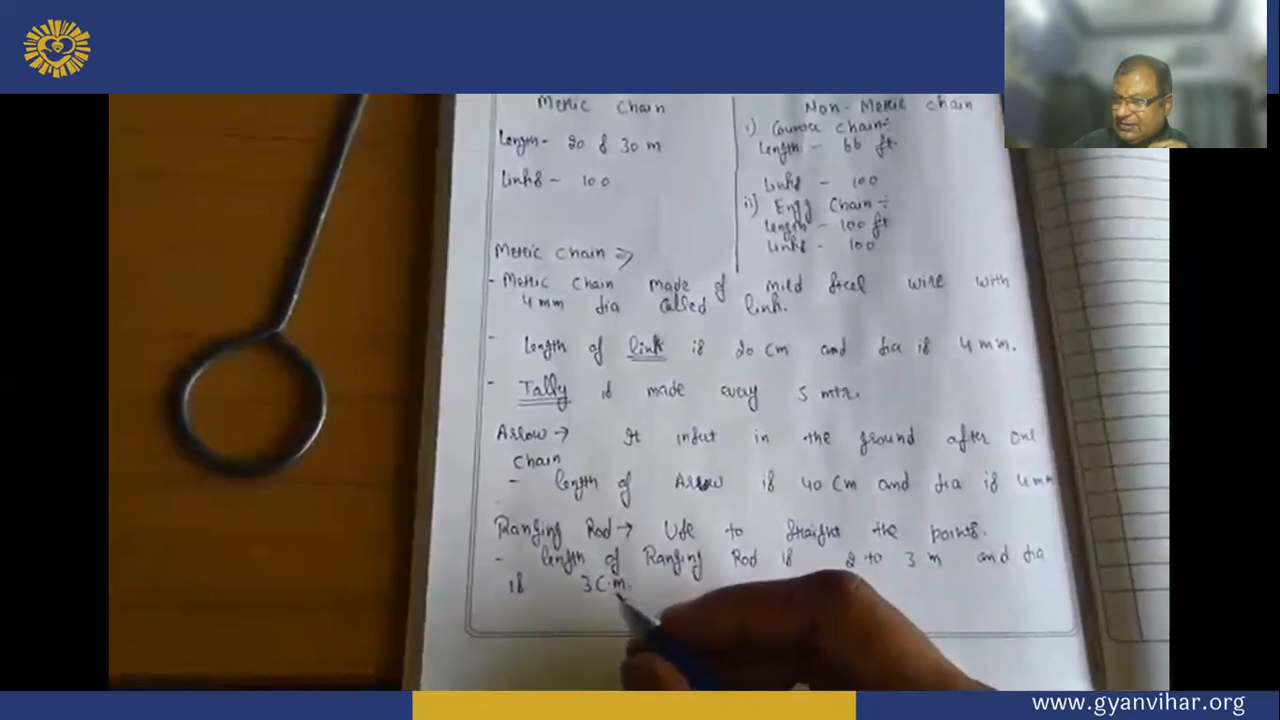 Metric Chain
Length - 20 & 30 m
Links - 100
Non-Metric chain
i) Gunter Chain ÷
Length - 66 ft.
Links - 100
ii) Engg Chain ÷
Length - 100 ft
Links - 100
Metric Chain ⇒
- Metric Chain made of mild steel wire with
4 mm dia called link.
- Length of link is 20 cm and dia is 4 mm.
- Tally is made every 5 mtr.
Arrow → It insert in the ground after one
chain
- length of Arrow is 40 cm and dia is 4 mm
Ranging Rod → Use to straight the points.
- length of Ranging Rod is 2 to 3 m and dia
is 3 C.m.
www.gyanvihar.org